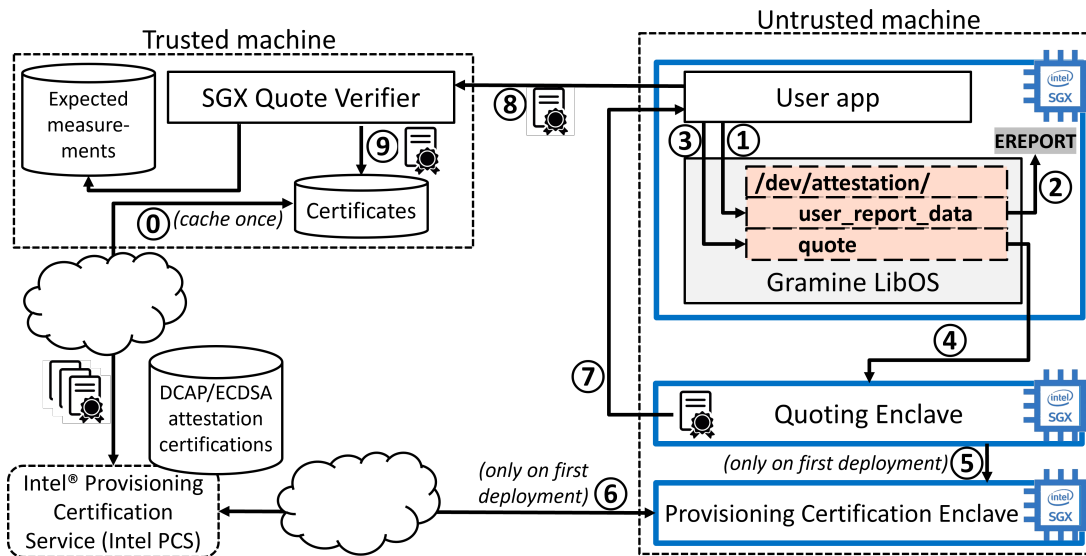 Trusted machine
Untrusted machine
Expected
measure-
ments
SGX Quote Verifier
8
User app
intel
SGX
9
3
1
EREPORT
2
/dev/attestation/
user_report_data
quote
Gramine LibOS
Certificates
0
(cache once)
4
7
DCAP/ECDSA
attestation
certifications
Quoting Enclave
intel
SGX
(only on first deployment)
5
Intel® Provisioning
Certification
Service (Intel PCS)
(only on first
deployment)
6
Provisioning Certification Enclave
intel
SGX